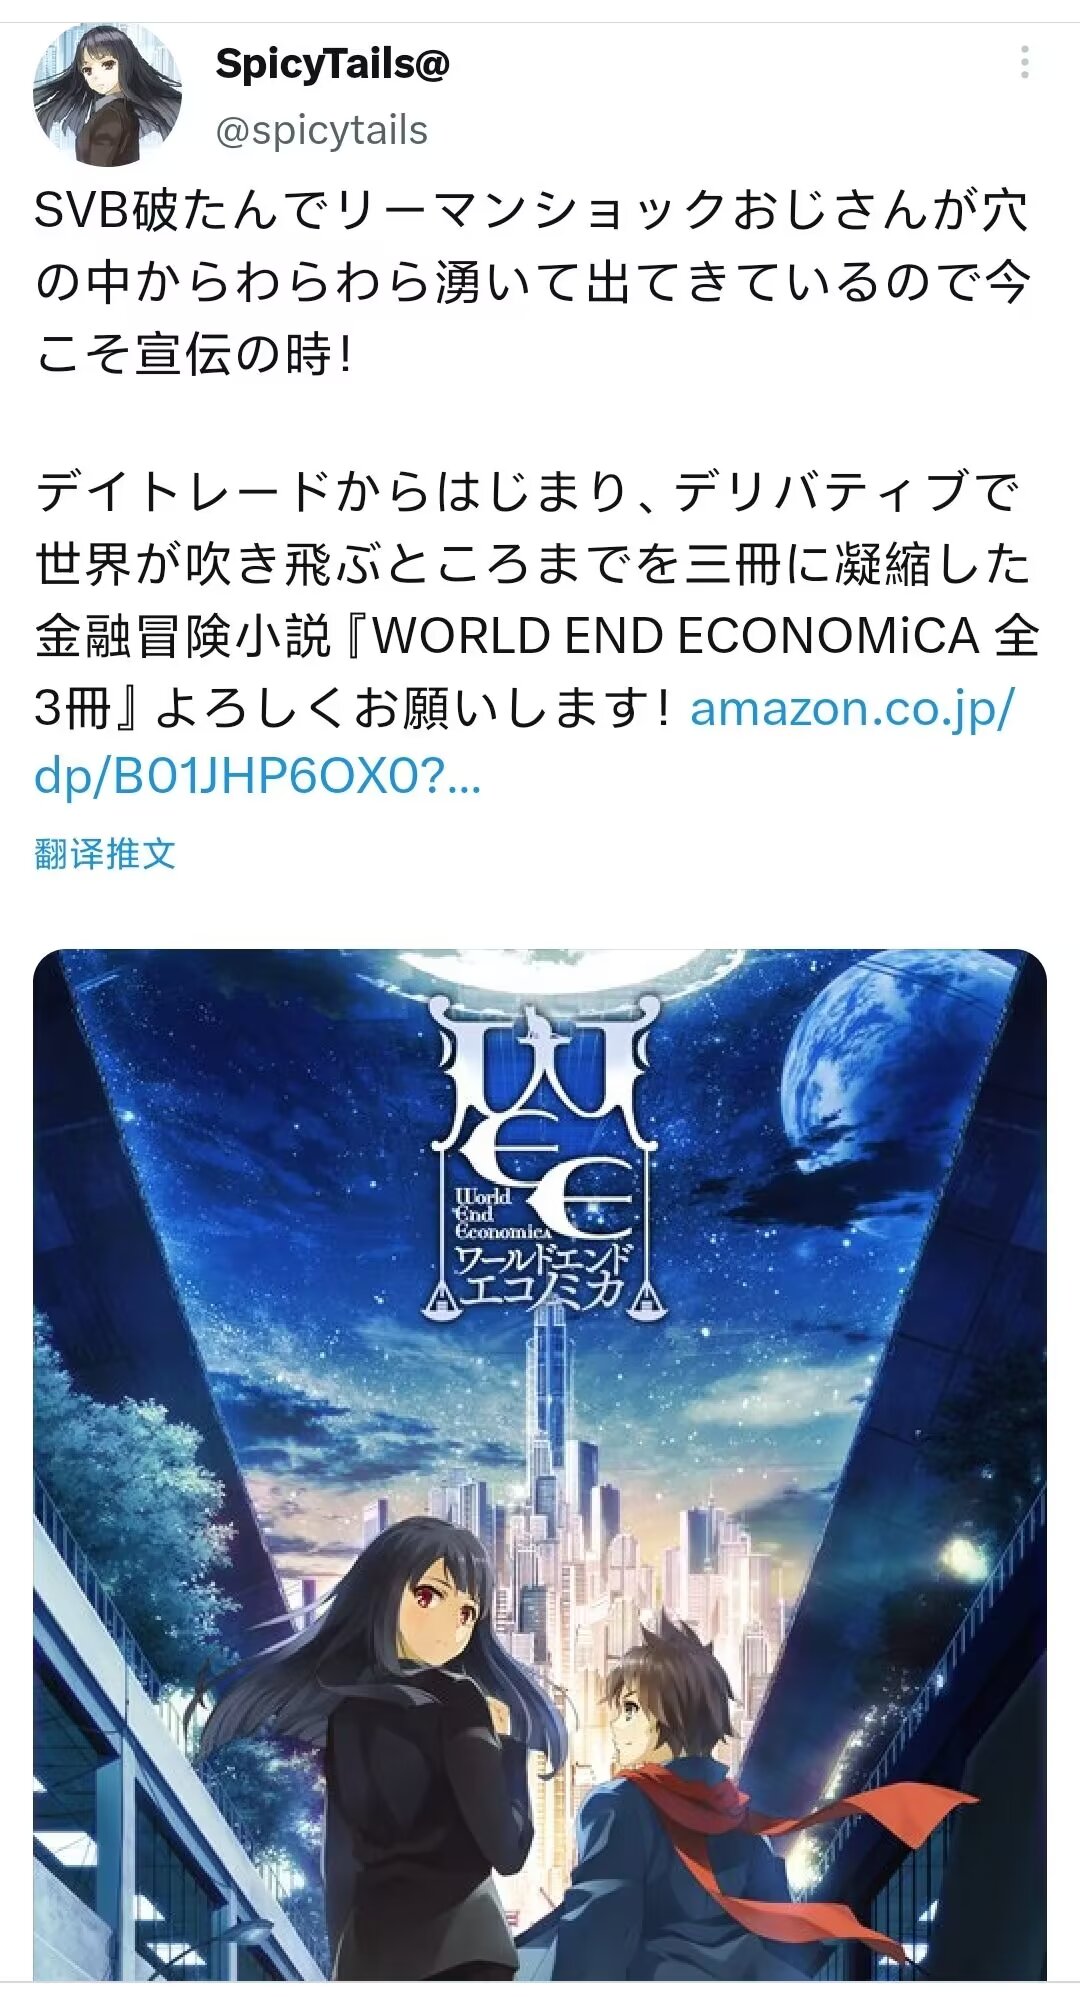 SpicyTails@
@spicytails
SVB破たんでリーマンショックおじさんが穴
の中からわらわら湧いて出てきているので今
こそ宣伝の時！
デイトレードからはじまり、デリバティブで
世界が吹き飛ぶところまでを三冊に凝縮した
金融冒険小説『WORLD END ECONOMiCA 全
3冊』よろしくお願いします！amazon.co.jp/
dp/B01JHP6OX0?...
翻译推文
W
E
E
World
End
Economica
ワールドエンド
エコノミカ